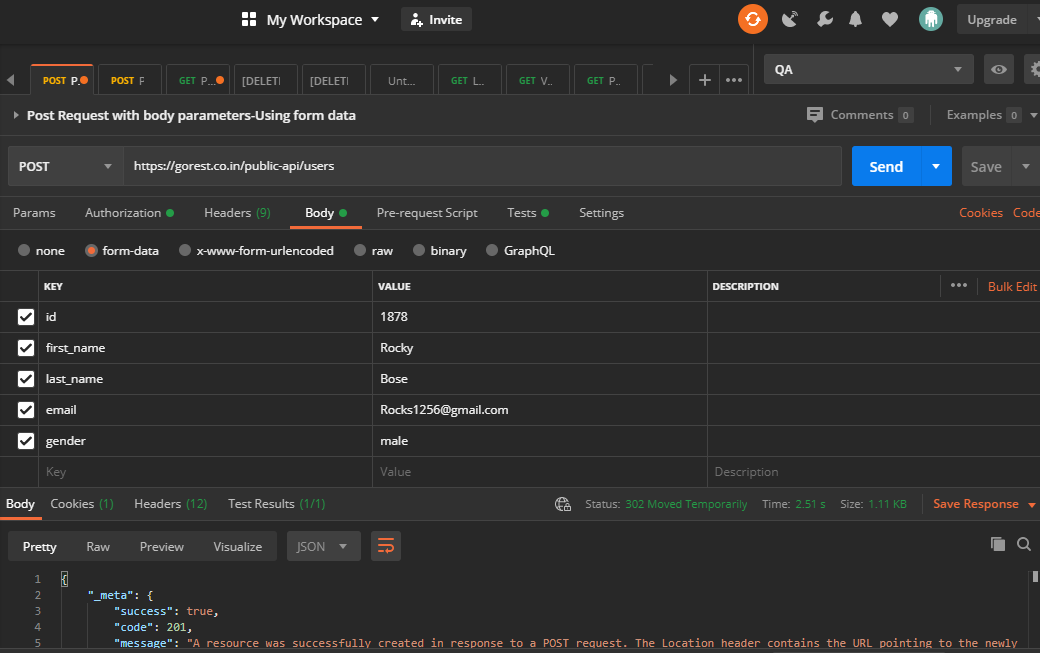 My Workspace Invite Upgrade
POST P. POST F GET P... [DELETI [DELETI Unt... GET L.. GET V.. GET P.. QA
Post Request with body parameters-Using form data Comments 0 Examples 0
POST https://gorest.co.in/public-api/users Send Save
Params Authorization Headers (9) Body Pre-request Script Tests Settings Cookies Code
none form-data x-www-form-urlencoded raw binary GraphQL
KEY VALUE DESCRIPTION ••• Bulk Edit
id 1878
first_name Rocky
last_name Bose
email Rocks1256@gmail.com
gender male
Key Value Description
Body Cookies (1) Headers (12) Test Results (1/1) Status: 302 Moved Temporarily Time: 2.51 s Size: 1.11 KB Save Response
Pretty Raw Preview Visualize JSON
1 {
2 "_meta": {
3 "success": true,
4 "code": 201,
5 "message": "A resource was successfully created in response to a POST request. The Location header contains the URL pointing to the newly